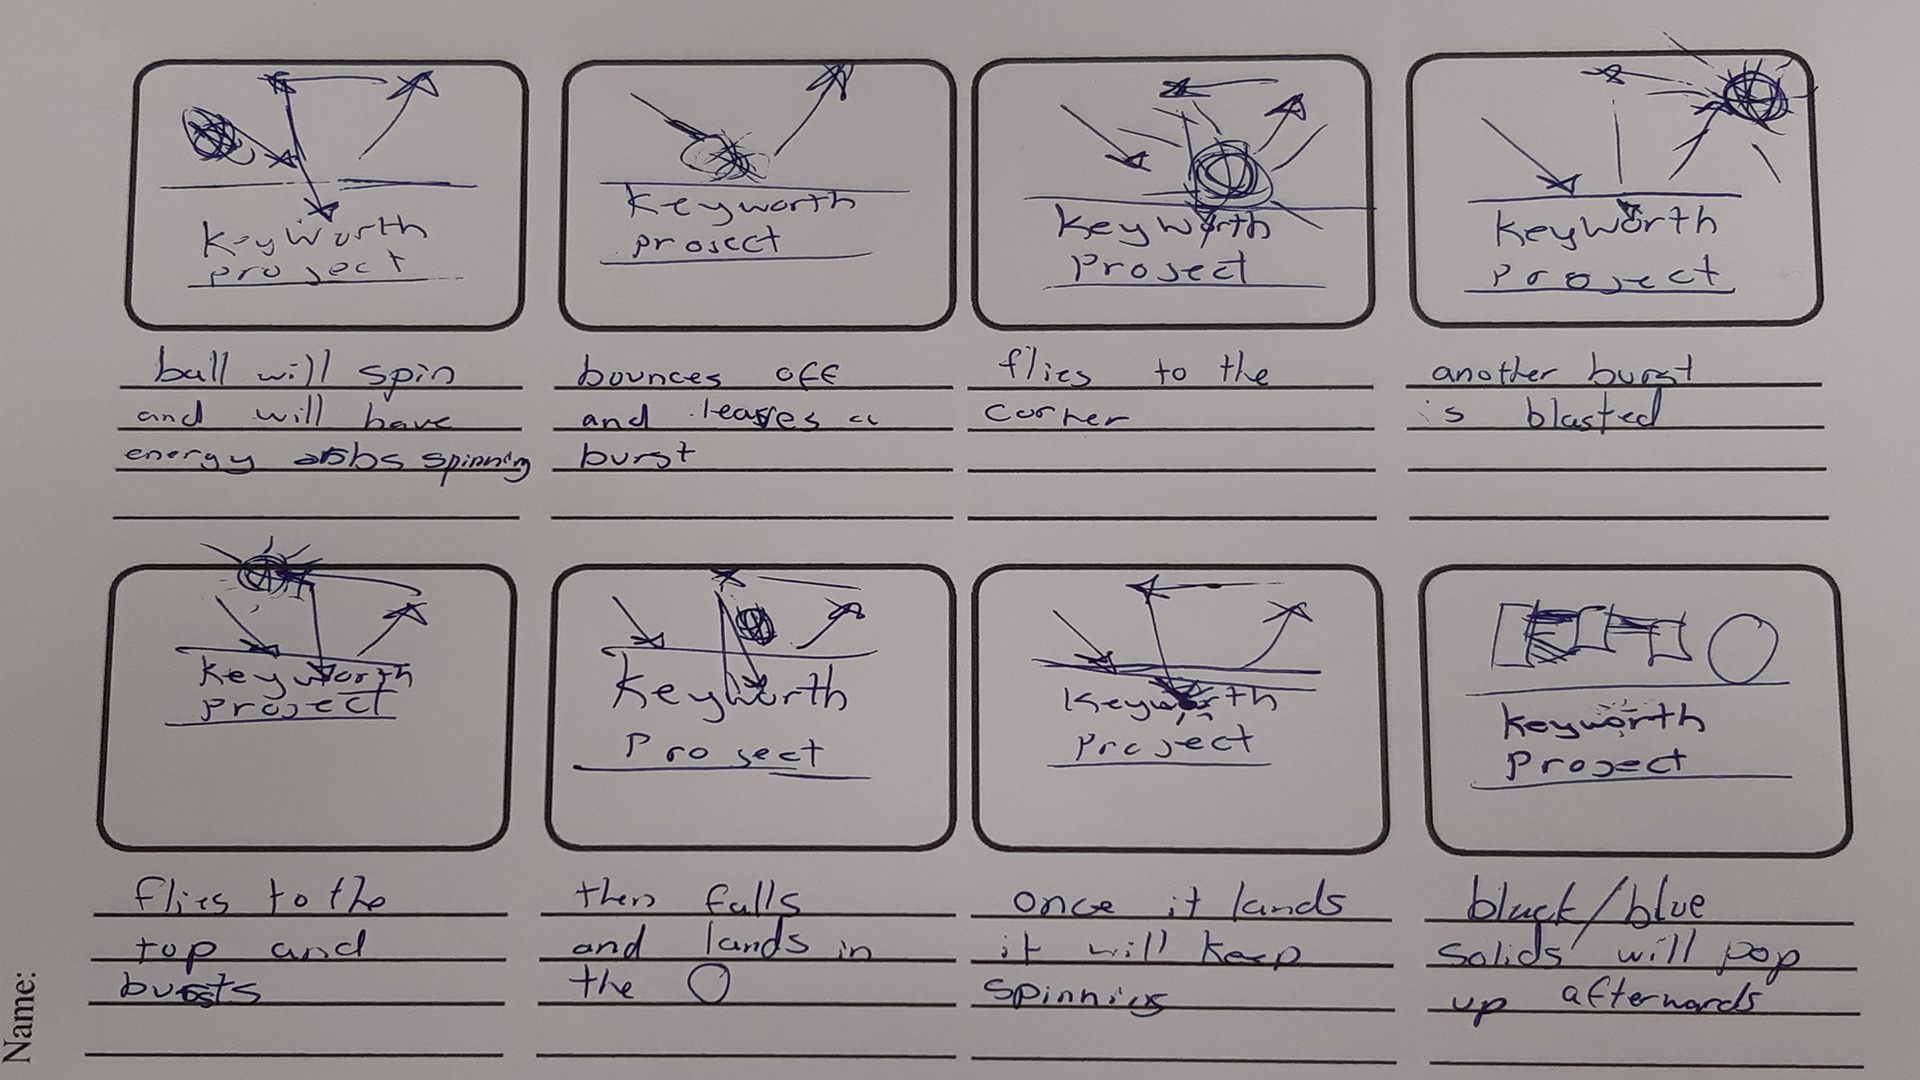 Keyworth
project
Keyworth
project
Keyworth
Project
Keyworth
Project
ball will spin
and will have
energy orbs spinning
bounces off
and leaves a
burst
flies to the
corner
another burst
is blasted
Keyworth
project
Keyworth
Project
Keyworth
Project
Keyworth
Project
flies to the
top and
bursts
then falls
and lands in
the O
once it lands
it will keep
spinning
black/blue
solids will pop
up afterwards
Name: